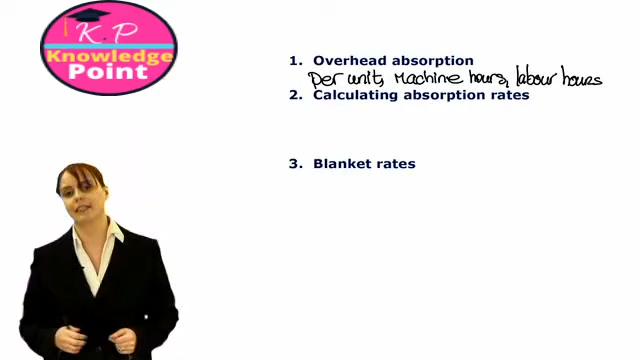 K.P
Knowledge
Point
1. Overhead absorption
Per unit, Machine hours, labour hours
2. Calculating absorption rates
3. Blanket rates